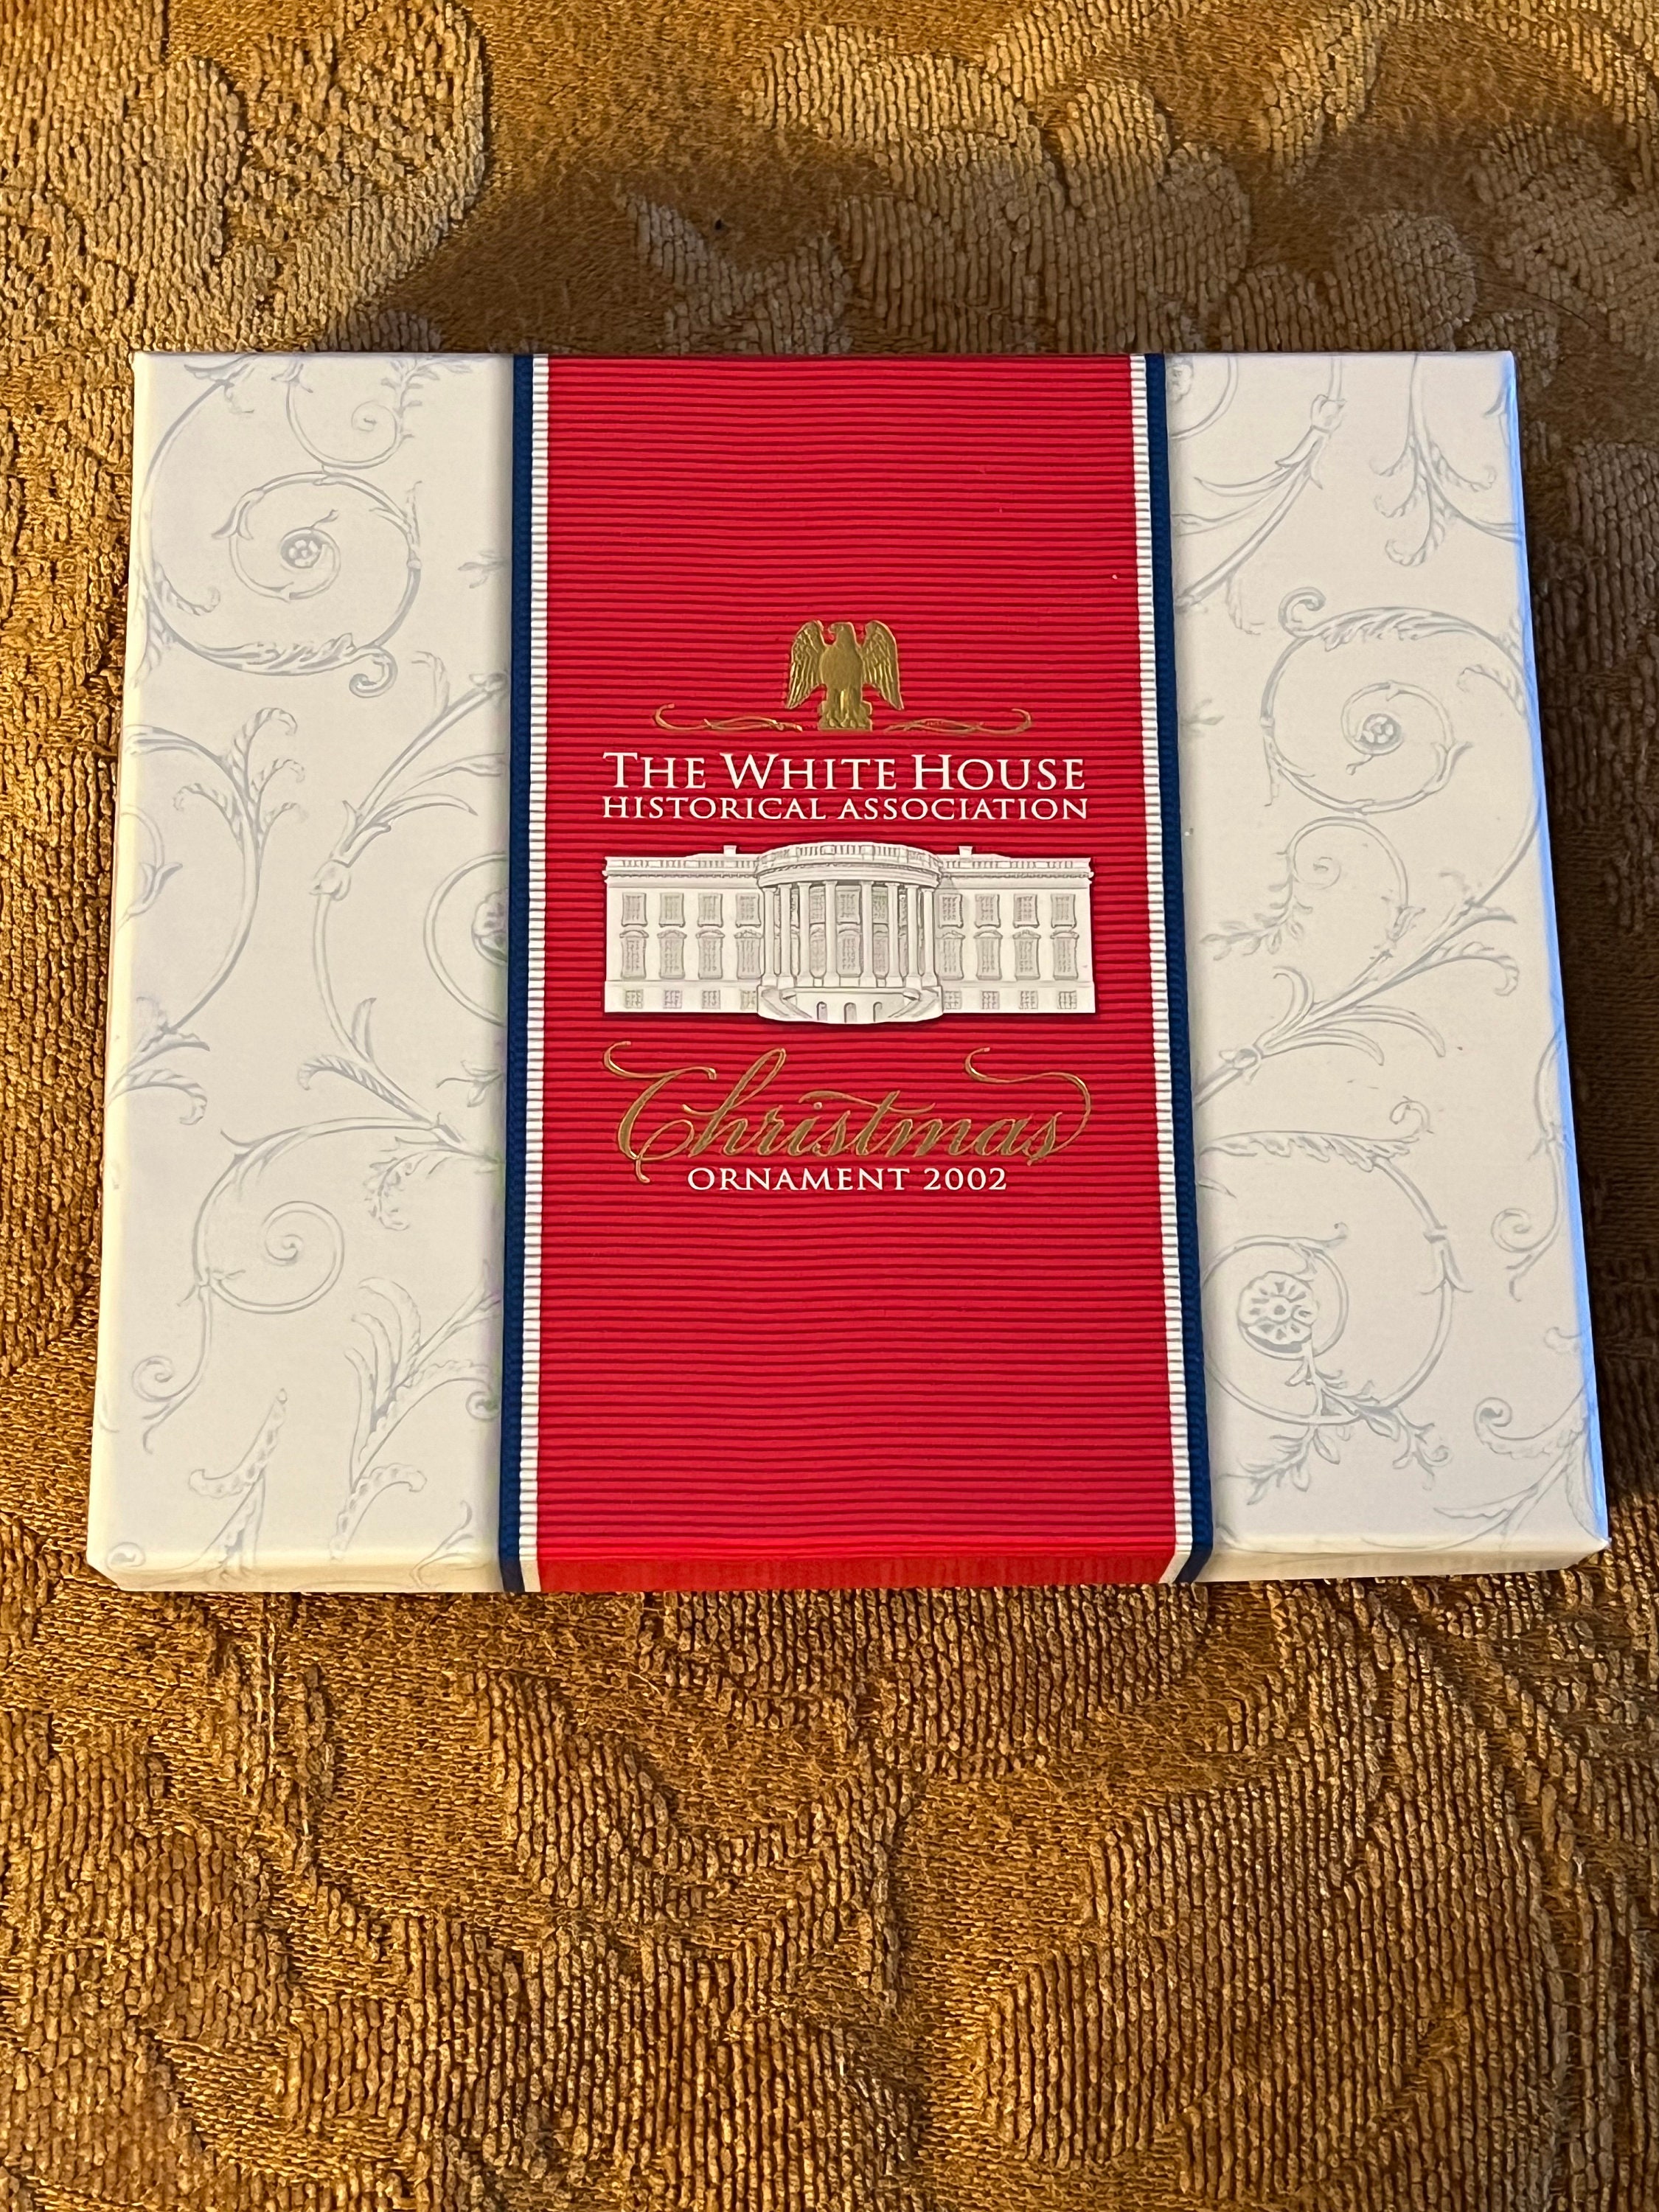 THE WHITE HOUSE
HISTORICAL ASSOCIATION
Christmas
ORNAMENT 2002